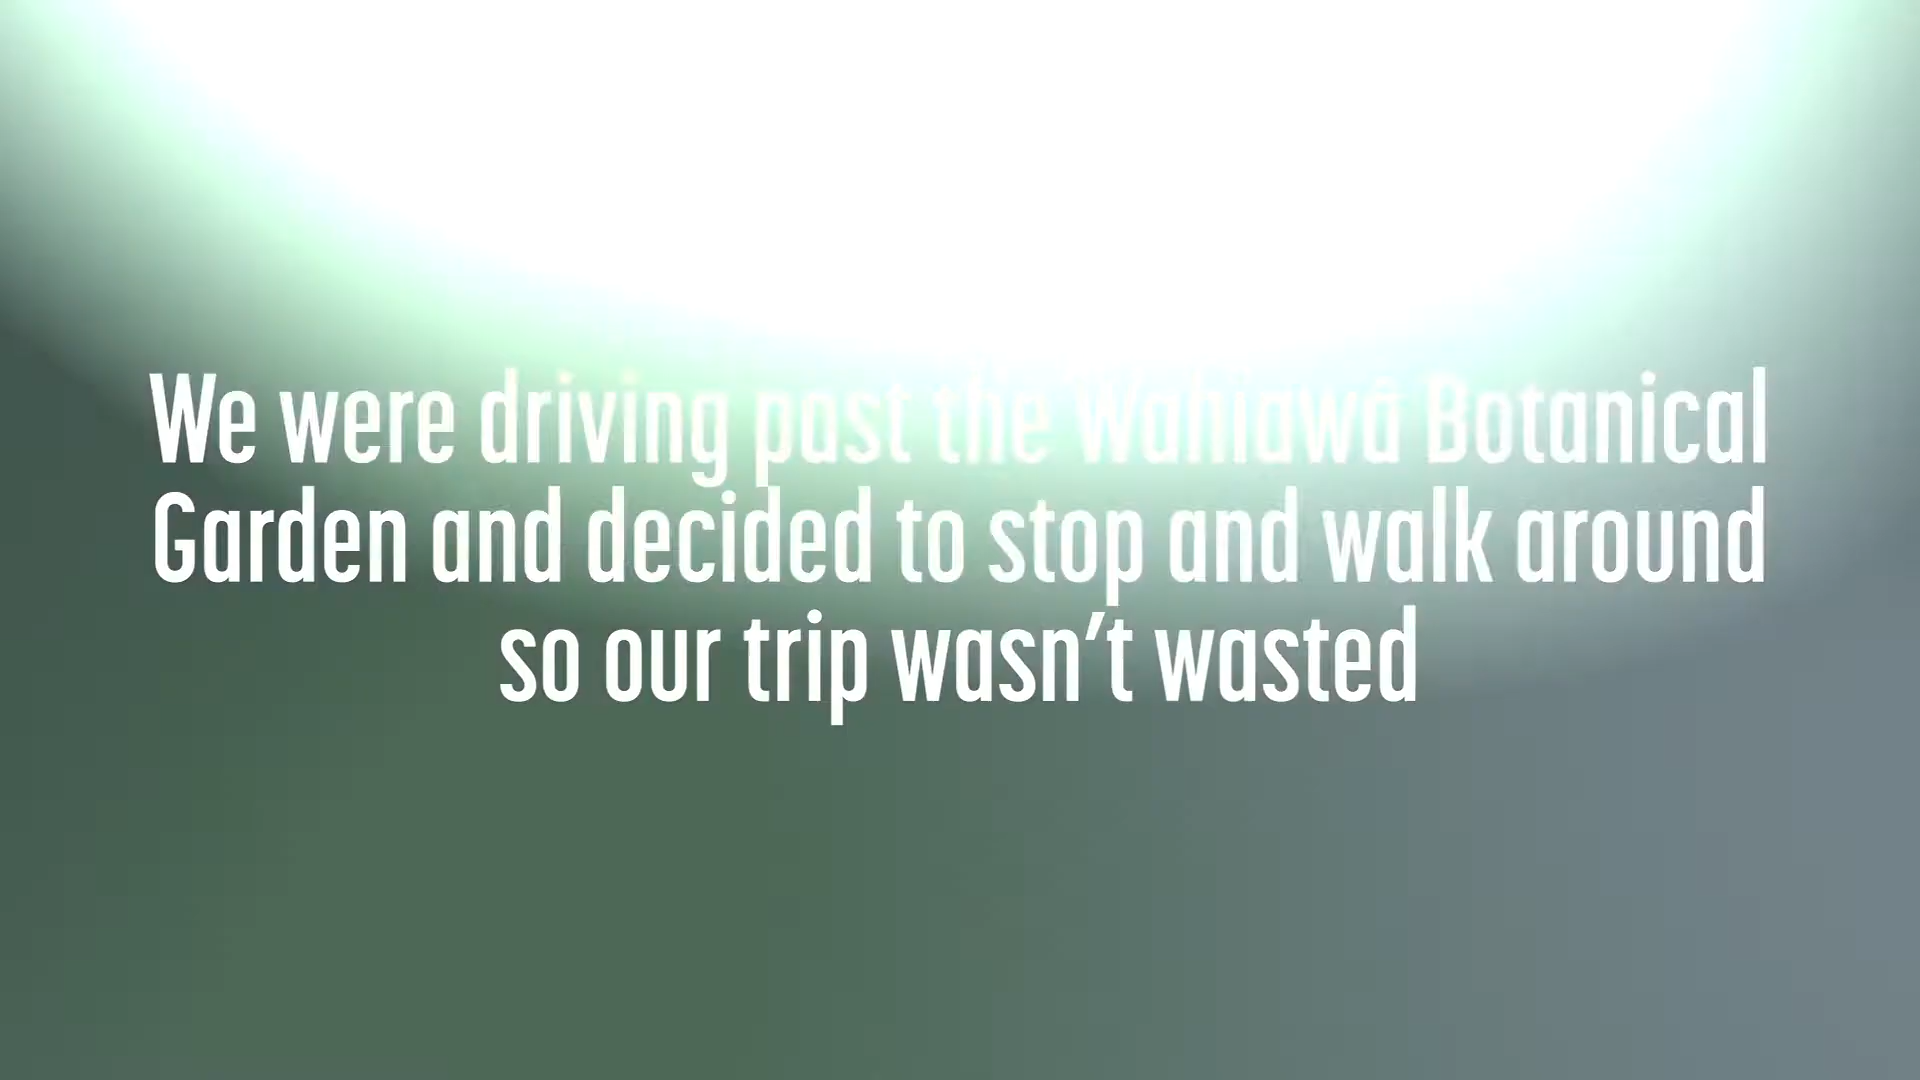 We were driving past the Wahiawā Botanical
Garden and decided to stop and walk around
so our trip wasn’t wasted